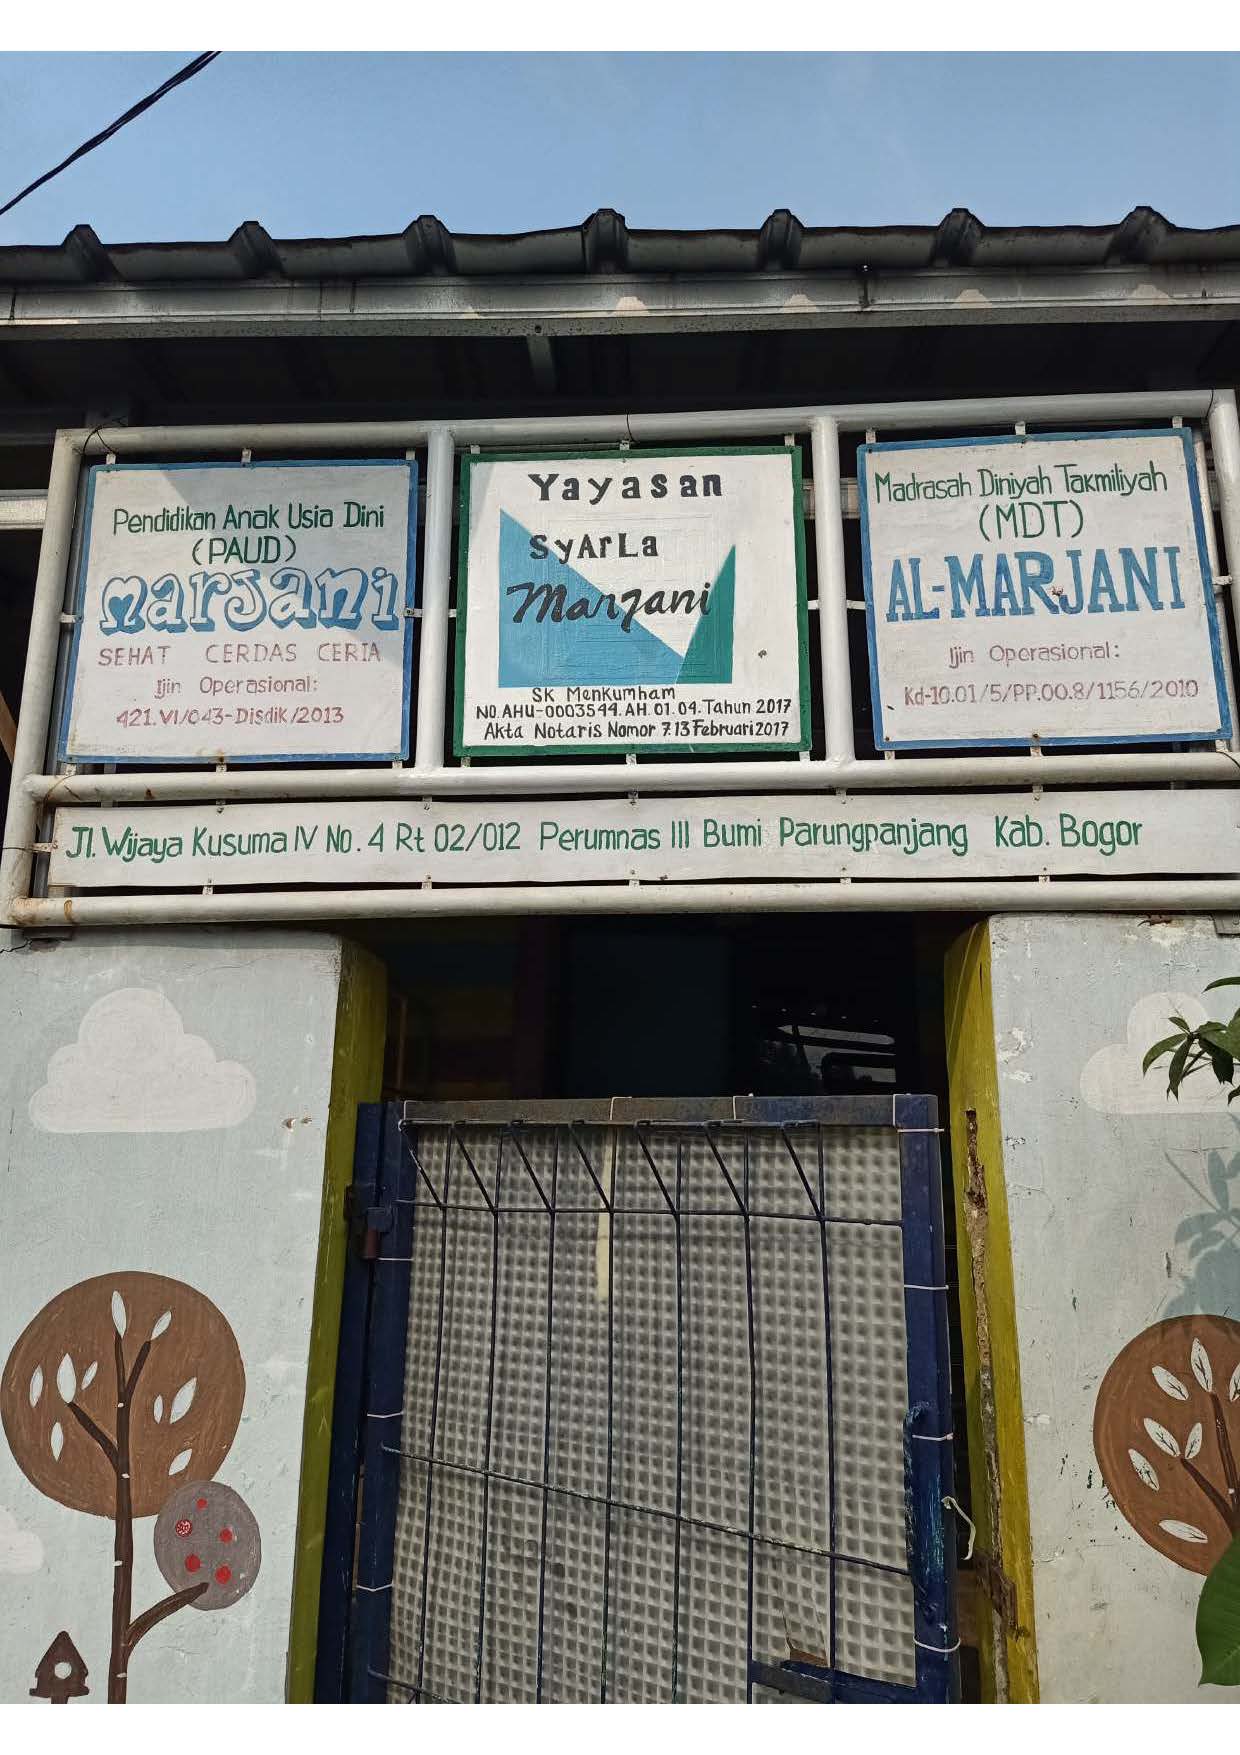 Pendidikan Anak Usia Dini
(PAUD)
marjani
SEHAT CERDAS CERIA
Ijin Operasional:
421.VI/043-Disdik/2013
Yayasan
SyArLa
Marjani
SK Menkumham
NO.AHU-0003544.AH.01.04.Tahun 2017
Akta Notaris Nomor 7.13 Februari 2017
Madrasah Diniyah Takmiliyah
(MDT)
AL-MARJANI
Ijin Operasional:
Kd-10.01/5/PP.00.8/1156/2010
Jl. Wijaya Kusuma IV No. 4 Rt 02/012 Perumnas III Bumi Parungpanjang Kab. Bogor